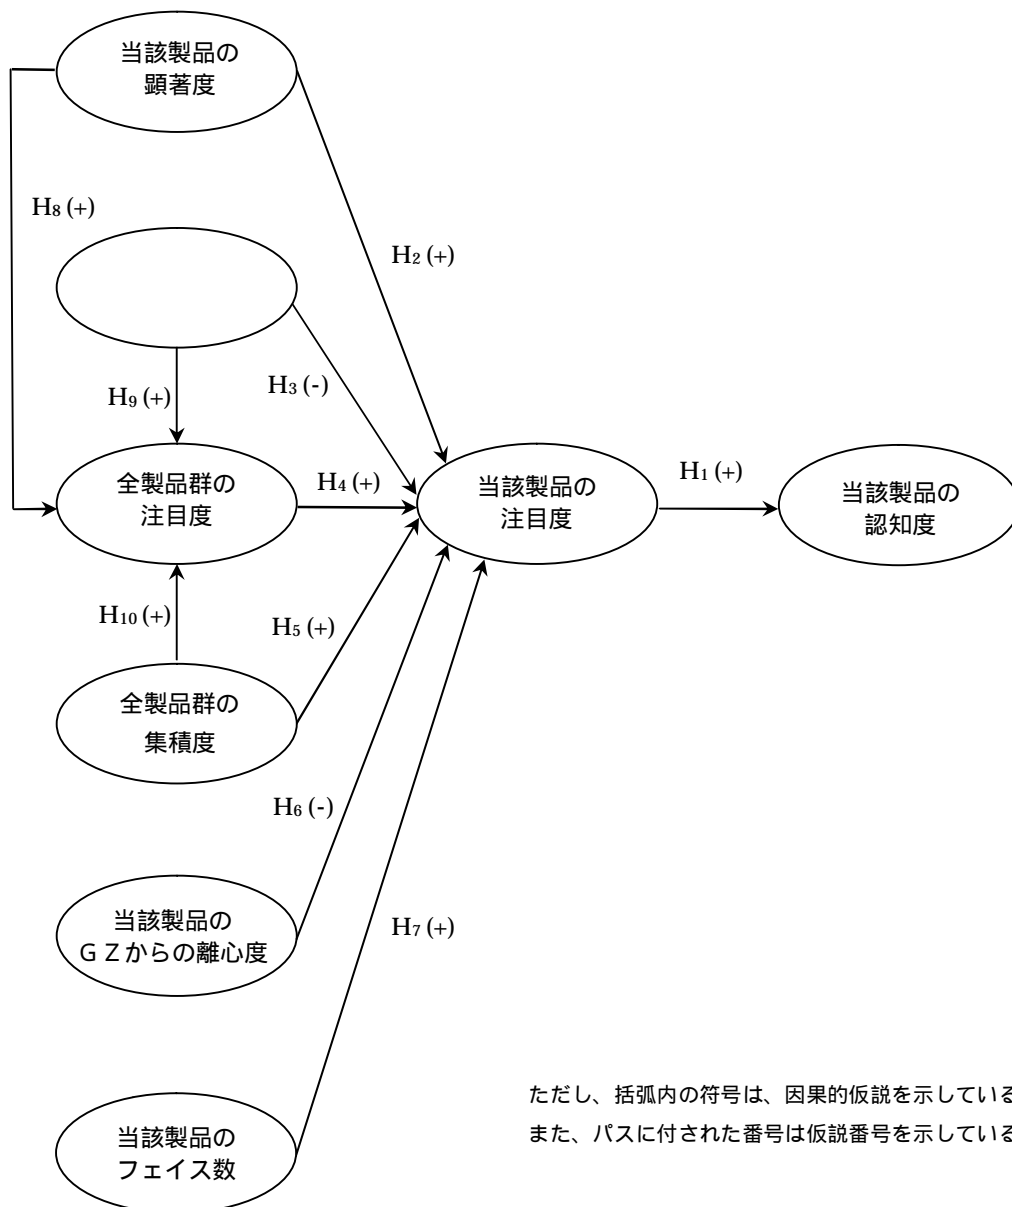 当該製品の
顕著度
H8 (+)
H2 (+)
H9 (+)
H3 (-)
全製品群の
注目度
H4 (+)
当該製品の
注目度
H1 (+)
当該製品の
認知度
H10 (+)
H5 (+)
全製品群の
集積度
H6 (-)
当該製品の
ＧＺからの離心度
H7 (+)
ただし、括弧内の符号は、因果的仮説を示している
また、パスに付された番号は仮説番号を示している
当該製品の
フェイス数